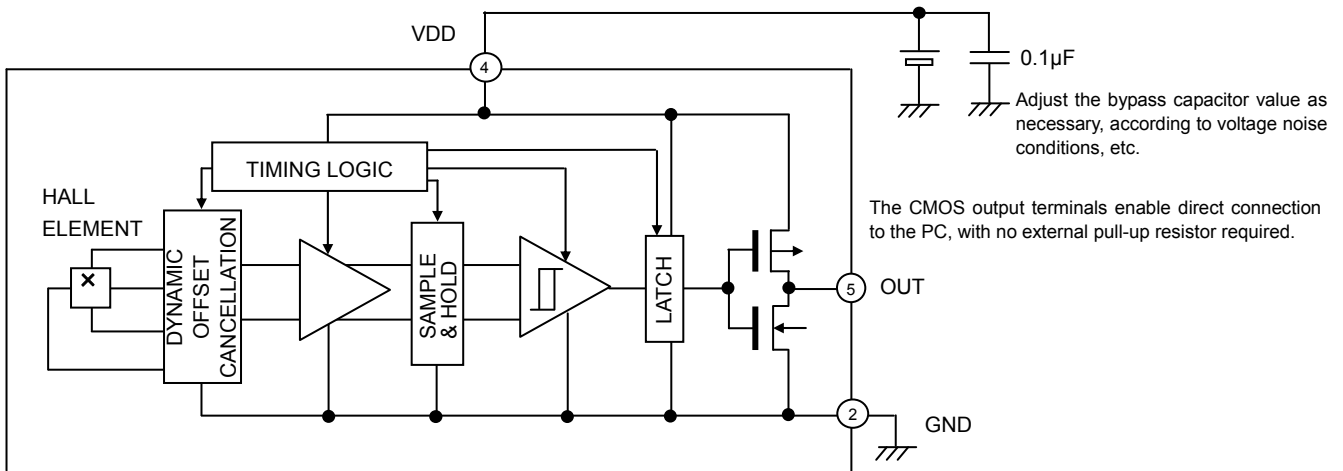 VDD
4
0.1µF
Adjust the bypass capacitor value as
necessary, according to voltage noise
conditions, etc.
TIMING LOGIC
HALL
ELEMENT
×
DYNAMIC
OFFSET
CANCELLATION
SAMPLE
& HOLD
LATCH
The CMOS output terminals enable direct connection
to the PC, with no external pull-up resistor required.
5
OUT
2
GND